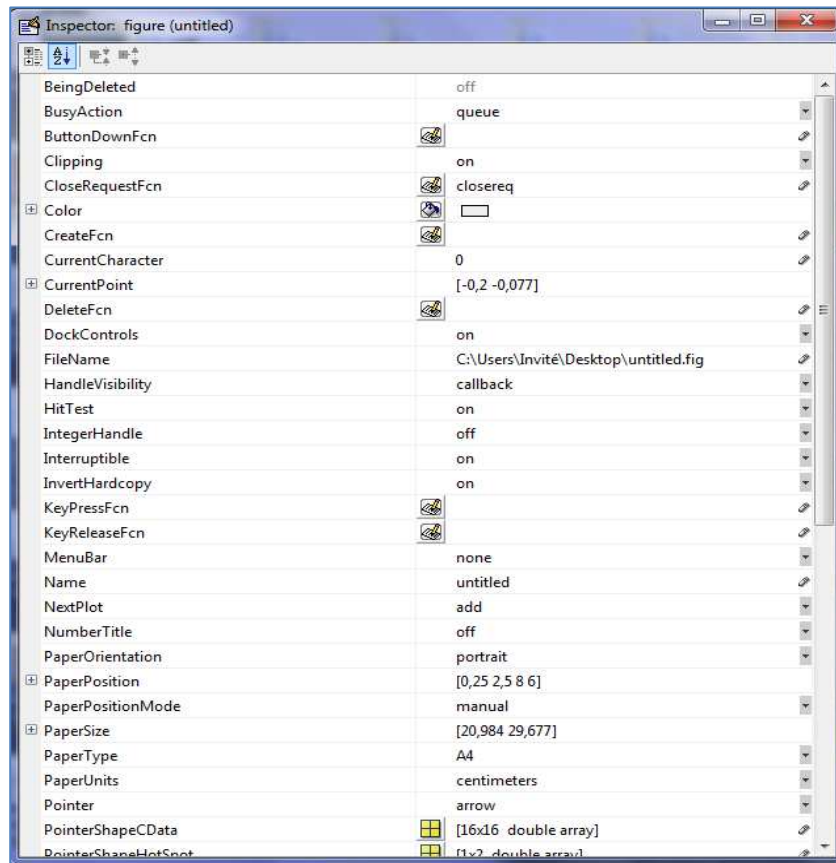 Inspector: figure (untitled)
BeingDeleted off
BusyAction queue
ButtonDownFcn
Clipping on
CloseRequestFcn closereq
Color
CreateFcn
CurrentCharacter 0
CurrentPoint [-0,2 -0,077]
DeleteFcn
DockControls on
FileName C:\Users\Invité\Desktop\untitled.fig
HandleVisibility callback
HitTest on
IntegerHandle off
Interruptible on
InvertHardcopy on
KeyPressFcn
KeyReleaseFcn
MenuBar none
Name untitled
NextPlot add
NumberTitle off
PaperOrientation portrait
PaperPosition [0,25 2,5 8 6]
PaperPositionMode manual
PaperSize [20,984 29,677]
PaperType A4
PaperUnits centimeters
Pointer arrow
PointerShapeCData [16x16 double array]
PointerShapeHotSpot [1x2 double array]